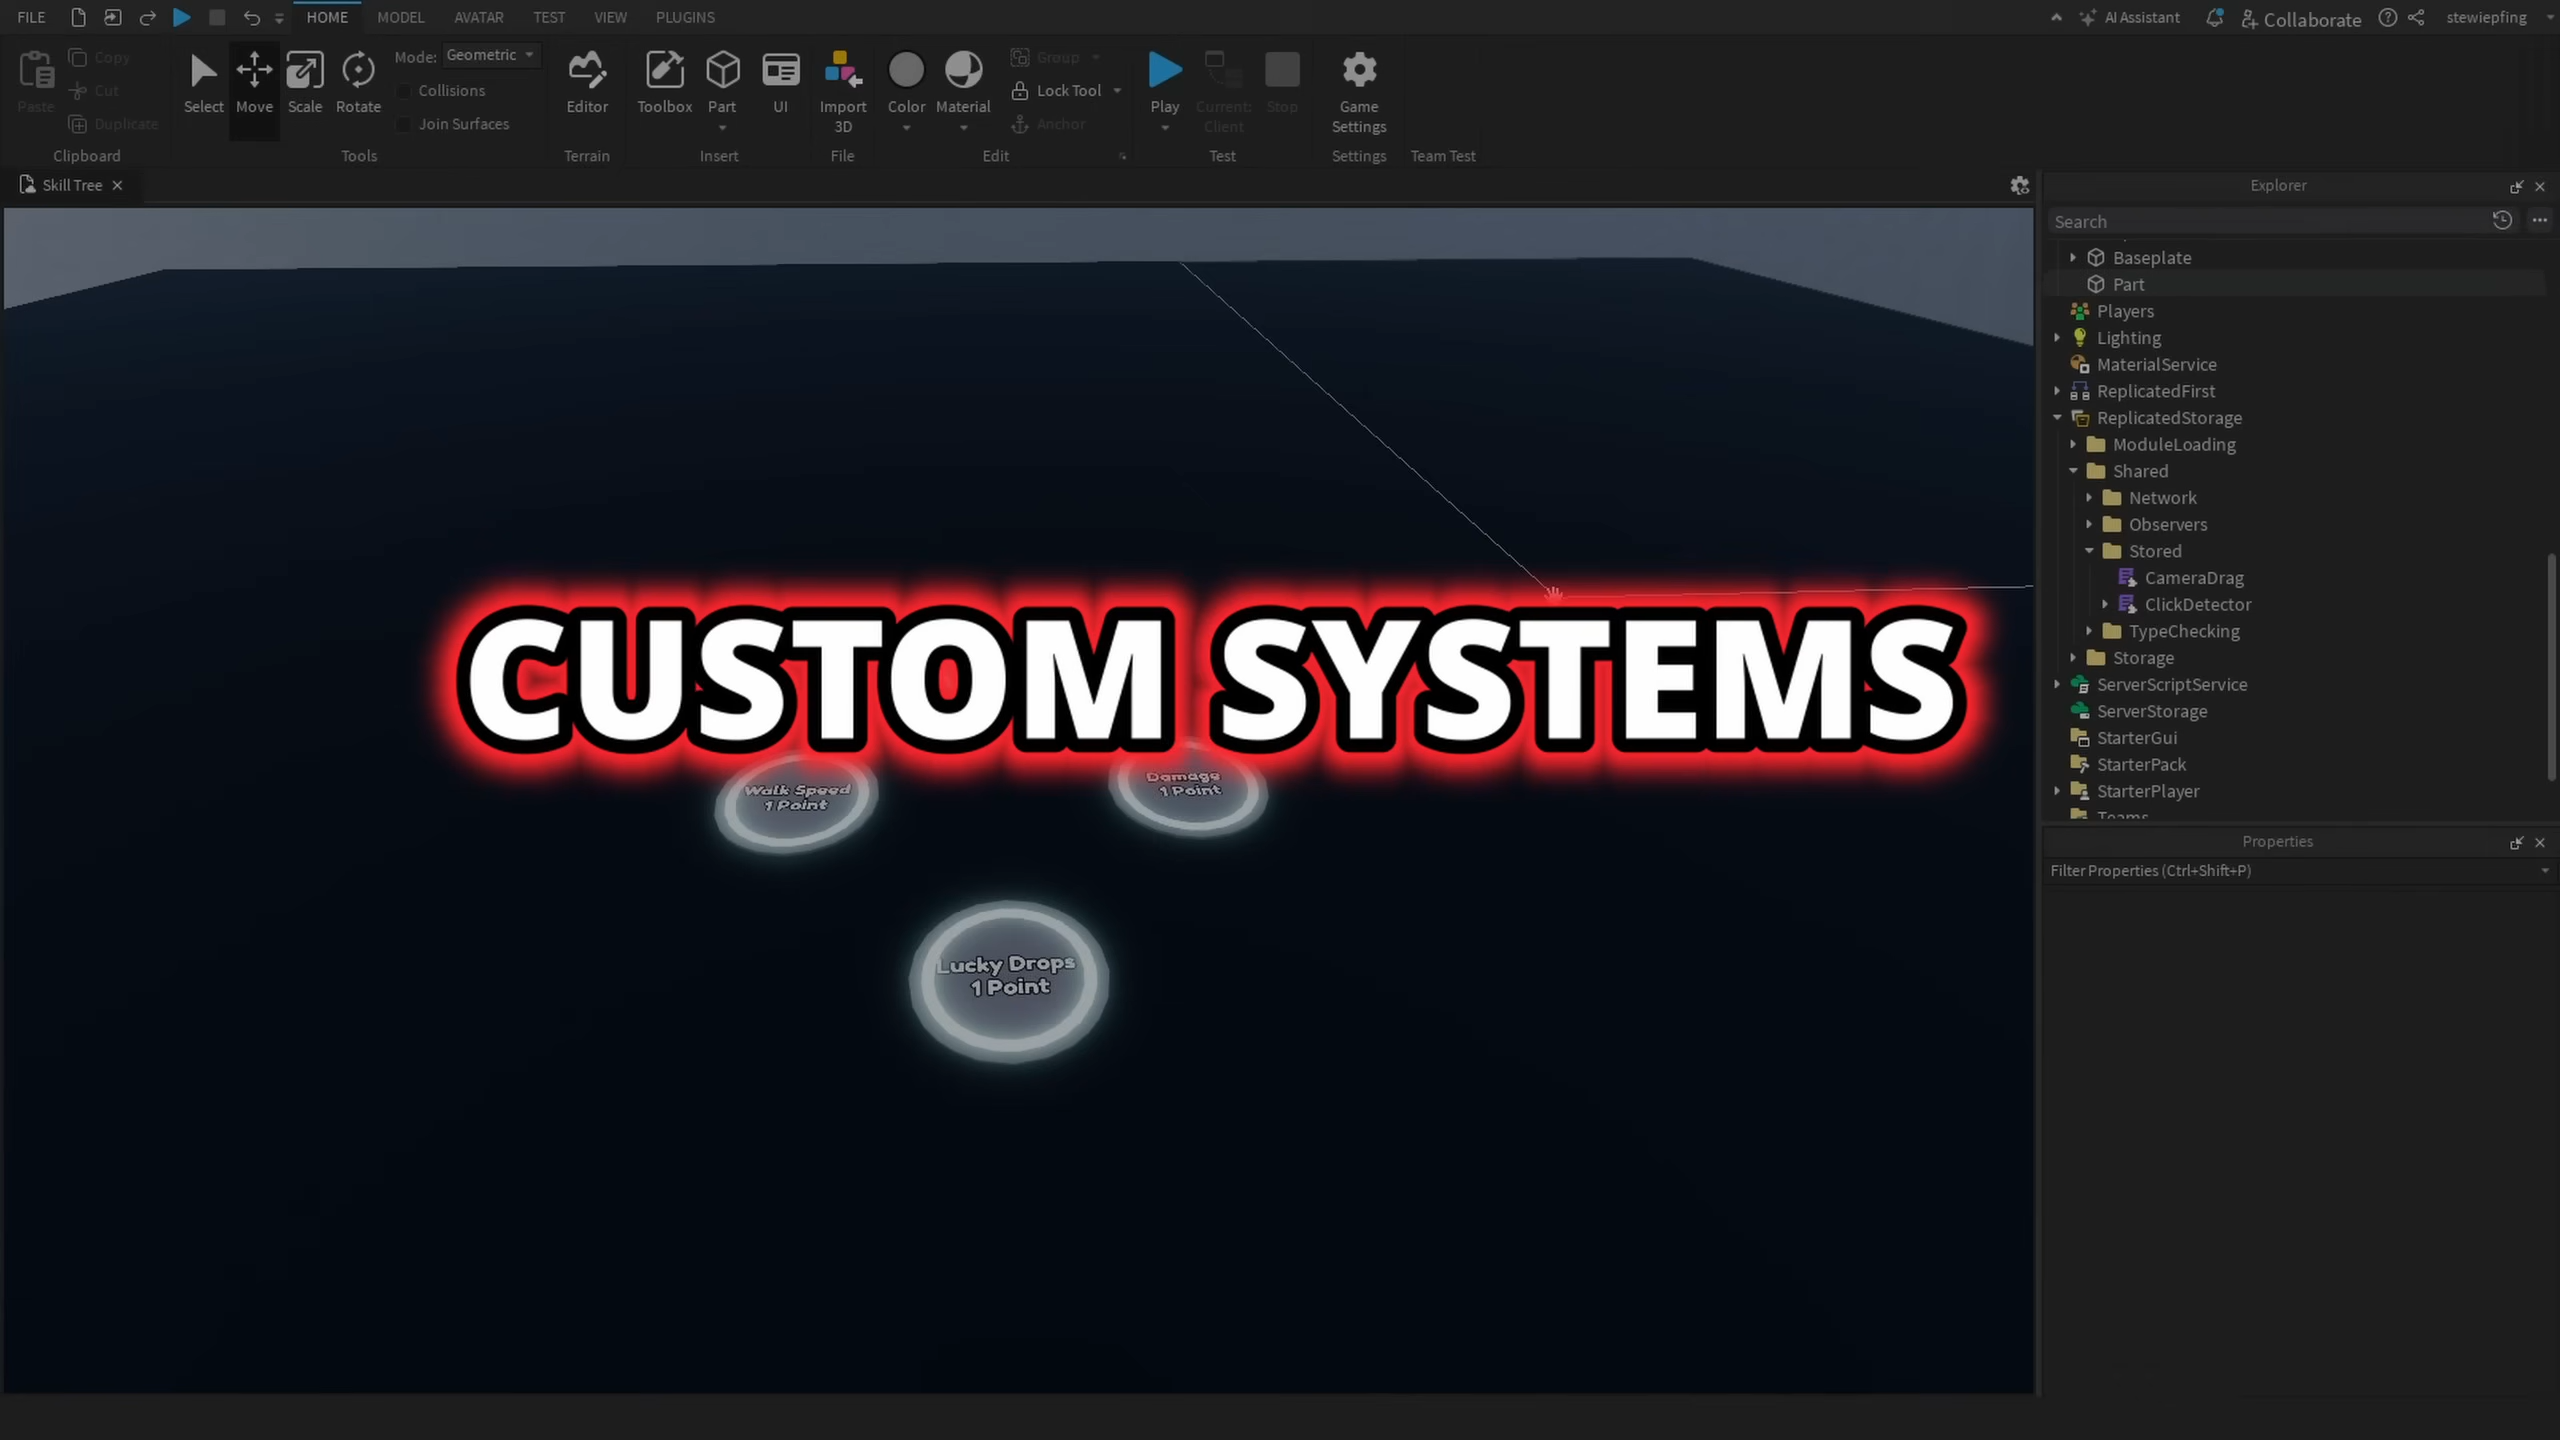 FILE
HOME
MODEL
AVATAR
TEST
VIEW
PLUGINS
AI Assistant
Collaborate
stewiepfing
Paste
Copy
Cut
Duplicate
Clipboard
Select
Move
Scale
Rotate
Mode: Geometric
Collisions
Join Surfaces
Tools
Editor
Terrain
Toolbox
Part
UI
Insert
Import
3D
File
Color
Material
Group
Lock Tool
Anchor
Edit
Play
Current:
Client
Stop
Test
Game
Settings
Settings
Team Test
Skill Tree
CUSTOM SYSTEMS
Walk Speed
1 Point
Damage
1 Point
Lucky Drops
1 Point
Explorer
Search
Baseplate
Part
Players
Lighting
MaterialService
ReplicatedFirst
ReplicatedStorage
ModuleLoading
Shared
Network
Observers
Stored
CameraDrag
ClickDetector
TypeChecking
Storage
ServerScriptService
ServerStorage
StarterGui
StarterPack
StarterPlayer
Teams
Properties
Filter Properties (Ctrl+Shift+P)